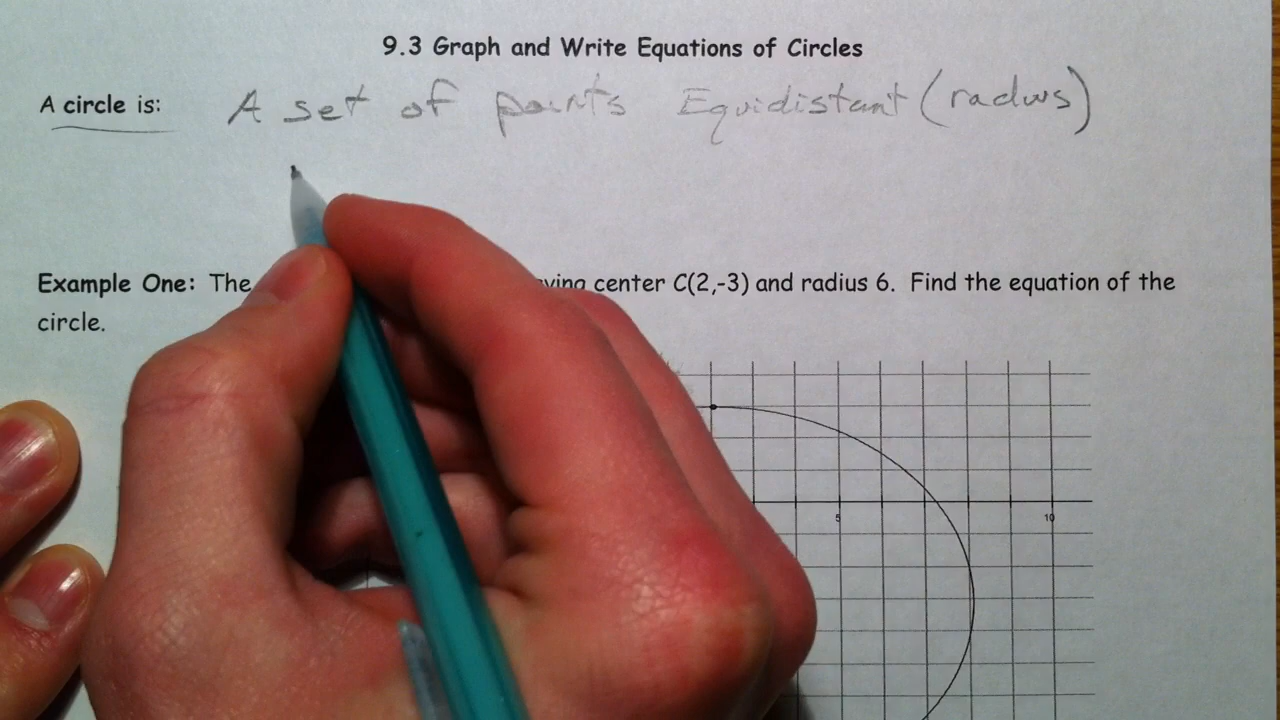 9.3 Graph and Write Equations of Circles
A circle is: A set of points Equidistant (radius)
Example One: The center C(2,-3) and radius 6. Find the equation of the
circle.
5 10